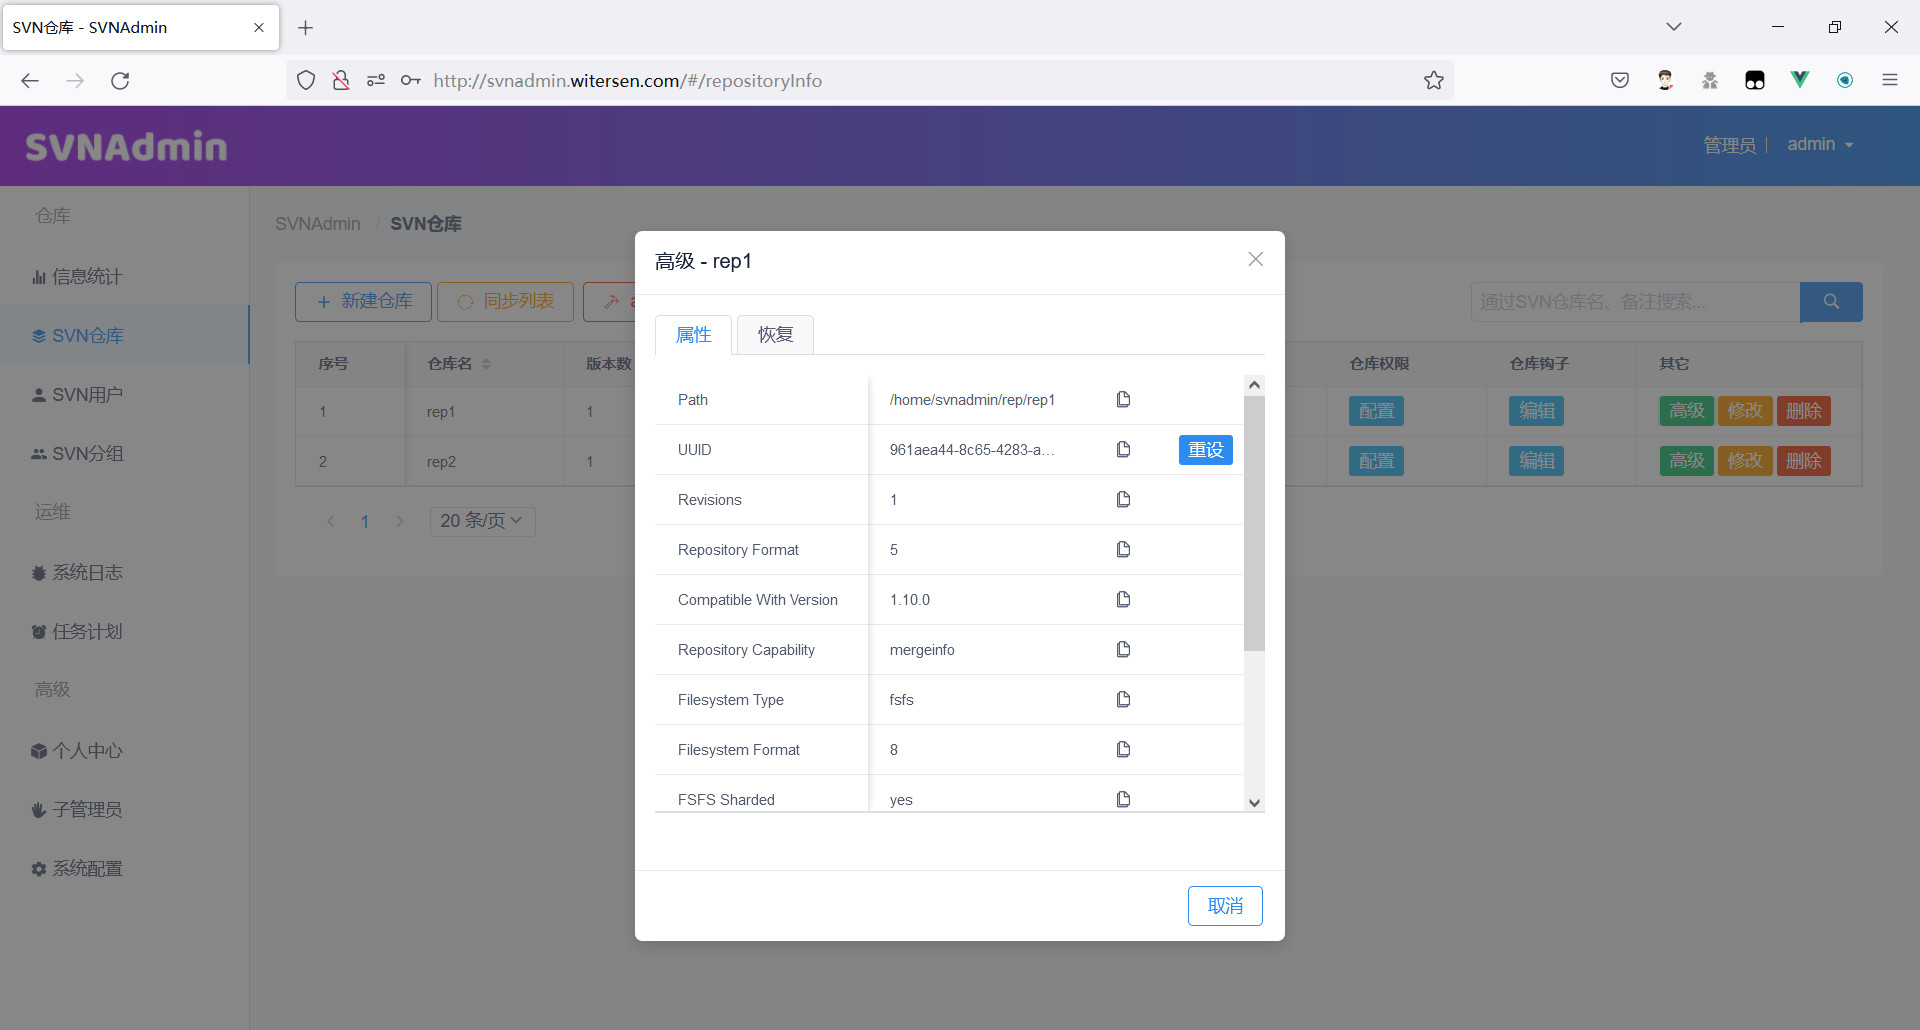 SVN仓库 - SVNAdmin
http://svnadmin.witersen.com/#/repositoryInfo
SVNAdmin
管理员 | admin
仓库
信息统计
SVN仓库
SVN用户
SVN分组
运维
系统日志
任务计划
高级
个人中心
子管理员
系统配置
SVNAdmin / SVN仓库
新建仓库 同步列表 a
通过SVN仓库名、备注搜索...
序号 仓库名 版本数 仓库权限 仓库钩子 其它
1 rep1 1 配置 编辑 高级 修改 删除
2 rep2 1 配置 编辑 高级 修改 删除
1 20 条/页
高级 - rep1
属性 恢复
Path /home/svnadmin/rep/rep1
UUID 961aea44-8c65-4283-a... 重设
Revisions 1
Repository Format 5
Compatible With Version 1.10.0
Repository Capability mergeinfo
Filesystem Type fsfs
Filesystem Format 8
FSFS Sharded yes
取消